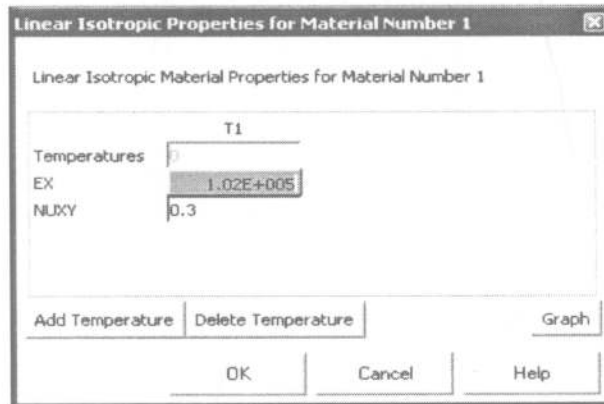 Linear Isotropic Properties for Material Number 1
Linear Isotropic Material Properties for Material Number 1
T1
Temperatures 0
EX 1.02E+005
NUXY 0.3
Add Temperature Delete Temperature Graph
OK Cancel Help